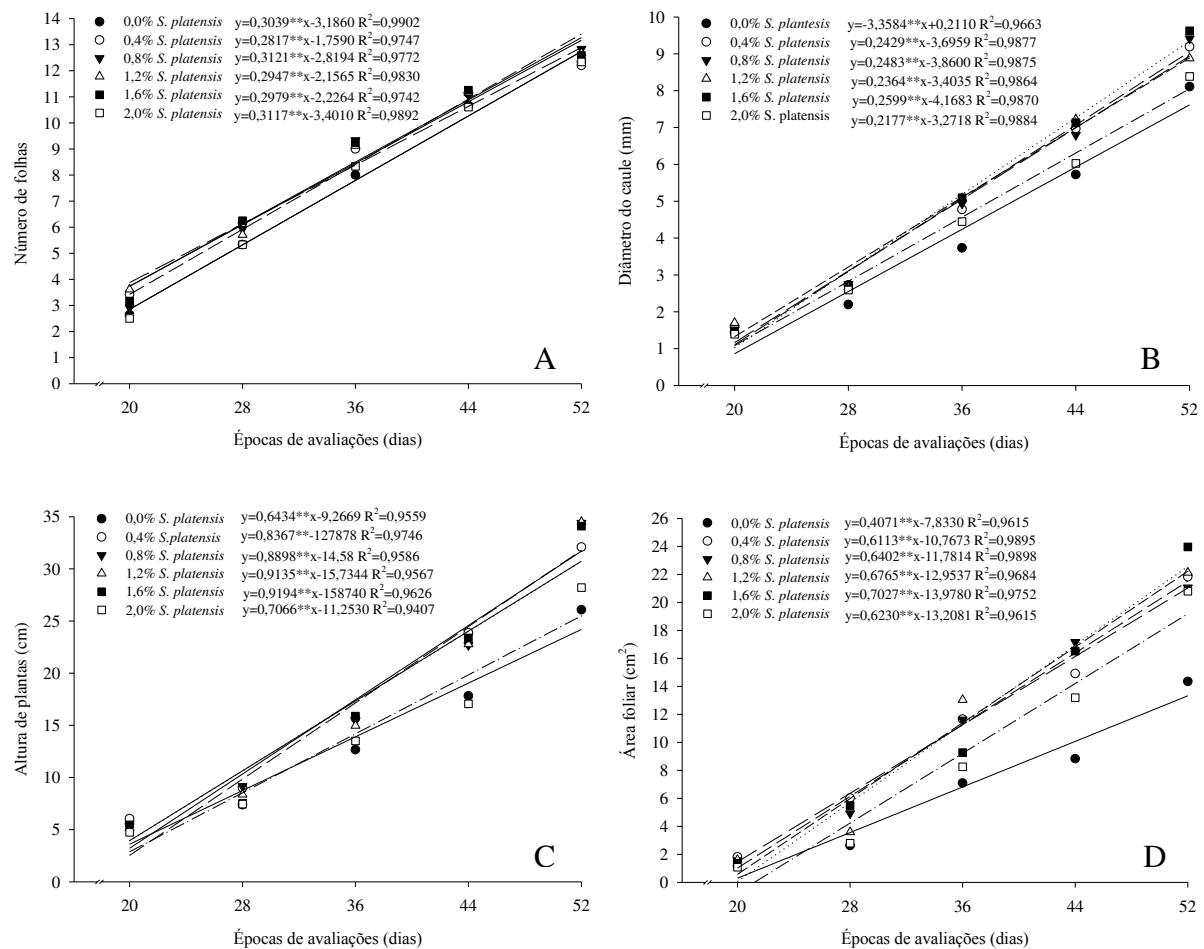 0,0% S. platensis y=0,3039**x-3,1860 R²=0,9902
0,4% S. platensis y=0,2817**x-1,7590 R²=0,9747
0,8% S. platensis y=0,3121**x-2,8194 R²=0,9772
1,2% S. platensis y=0,2947**x-2,1565 R²=0,9830
1,6% S. platensis y=0,2979**x-2,2264 R²=0,9742
2,0% S. platensis y=0,3117**x-3,4010 R²=0,9892
14
13
12
11
10
9
8
7
6
5
4
3
2
1
0
Número de folhas
A
20 28 36 44 52
Épocas de avaliações (dias)
0,0% S. plantesis y=-3,3584**x+0,2110 R²=0,9663
0,4% S. platensis y=0,2429**x-3,6959 R²=0,9877
0,8% S. platensis y=0,2483**x-3,8600 R²=0,9875
1,2% S. platensis y=0,2364**x-3,4035 R²=0,9864
1,6% S. platensis y=0,2599**x-4,1683 R²=0,9870
2,0% S. platensis y=0,2177**x-3,2718 R²=0,9884
10
9
8
7
6
5
4
3
2
1
0
Diâmetro do caule (mm)
B
20 28 36 44 52
Épocas de avaliações (dias)
0,0% S. platensis y=0,6434**x-9,2669 R²=0,9559
0,4% S.platensis y=0,8367**x-127878 R²=0,9746
0,8% S. platensis y=0,8898**x-14,58 R²=0,9586
1,2% S. platensis y=0,9135**x-15,7344 R²=0,9567
1,6% S. platensis y=0,9194**x-158740 R²=0,9626
2,0% S. platensis y=0,7066**x-11,2530 R²=0,9407
35
30
25
20
15
10
5
0
Altura de plantas (cm)
C
20 28 36 44 52
Épocas de avaliações (dias)
0,0% S. platensis y=0,4071**x-7,8330 R²=0,9615
0,4% S. platensis y=0,6113**x-10,7673 R²=0,9895
0,8% S. platensis y=0,6402**x-11,7814 R²=0,9898
1,2% S. platensis y=0,6765**x-12,9537 R²=0,9684
1,6% S. platensis y=0,7027**x-13,9780 R²=0,9752
2,0% S. platensis y=0,6230**x-13,2081 R²=0,9615
26
24
22
20
18
16
14
12
10
8
6
4
2
0
Área foliar (cm²)
D
20 28 36 44 52
Épocas de avaliações (dias)